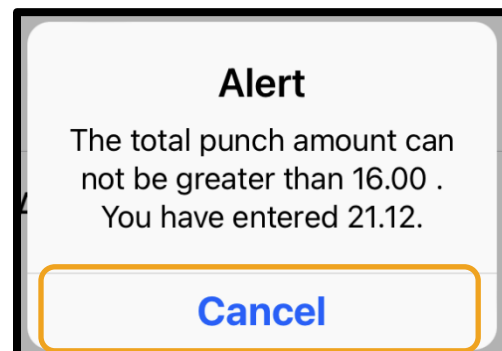 Alert
The total punch amount can
not be greater than 16.00 .
You have entered 21.12.
Cancel